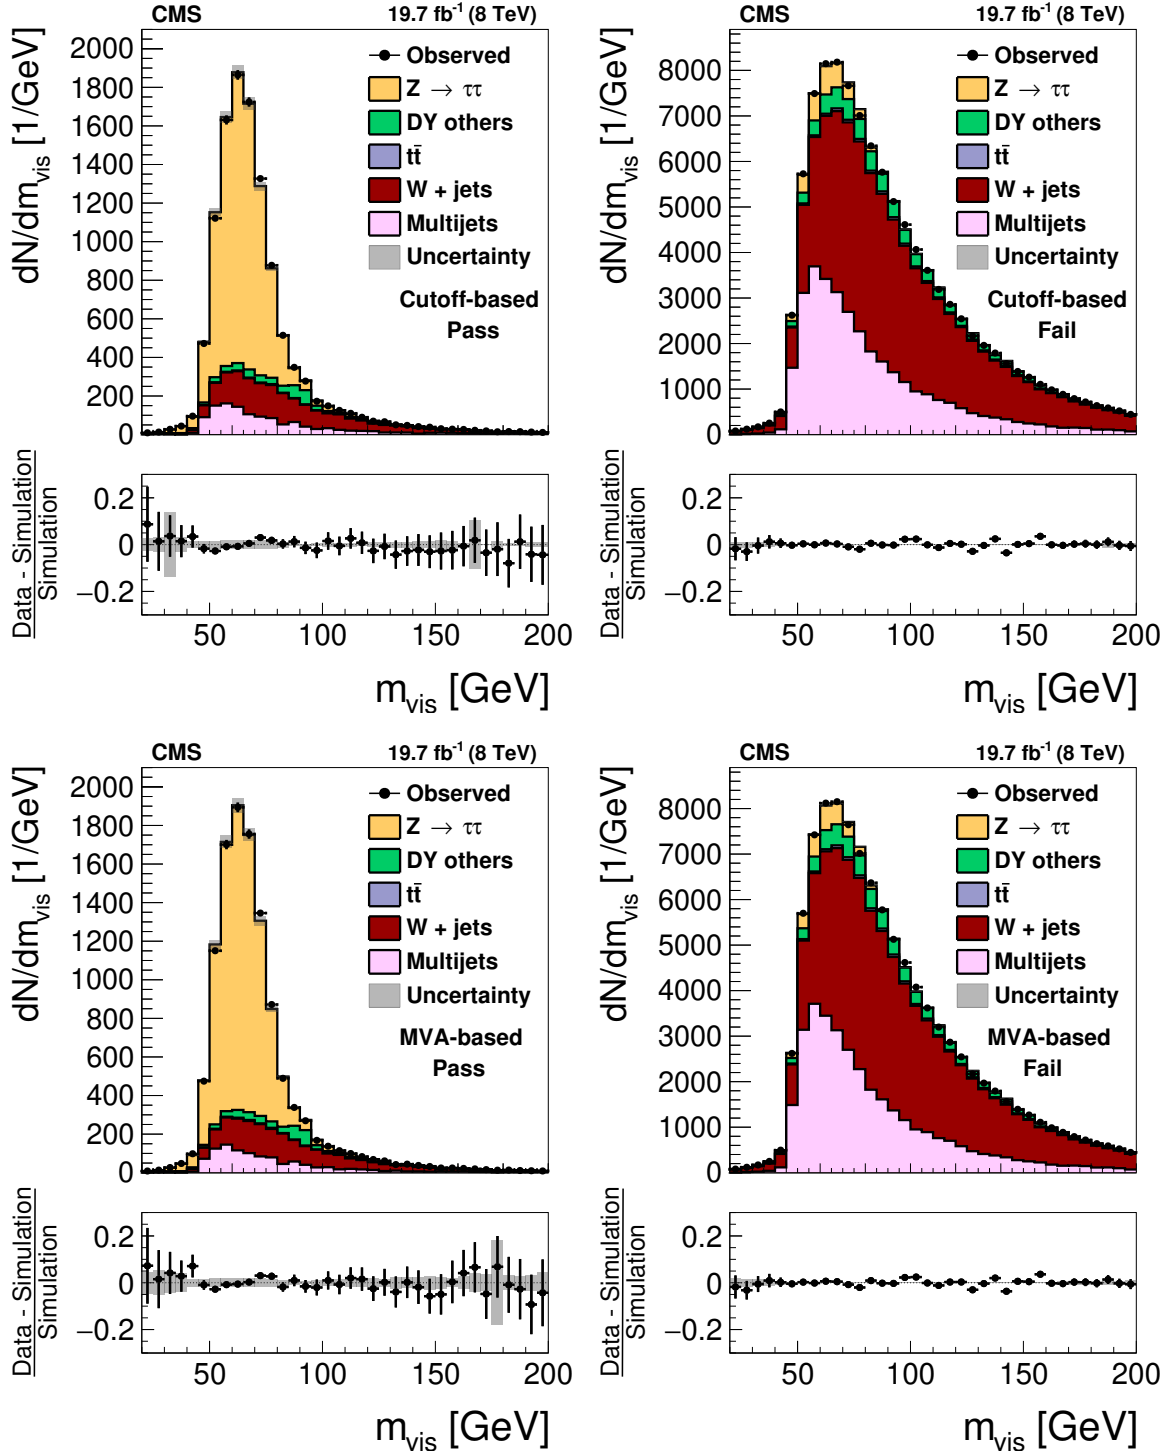 CMS 19.7 fb⁻¹ (8 TeV)
dN/dm_vis [1/GeV]
2000
1800
1600
1400
1200
1000
800
600
400
200
0
Observed
Z → ττ
DY others
tt̄
W + jets
Multijets
Uncertainty
Cutoff-based
Pass
Data - Simulation
Simulation
0.2
0
−0.2
50 100 150 200
m_vis [GeV]
CMS 19.7 fb⁻¹ (8 TeV)
dN/dm_vis [1/GeV]
8000
7000
6000
5000
4000
3000
2000
1000
0
Observed
Z → ττ
DY others
tt̄
W + jets
Multijets
Uncertainty
Cutoff-based
Fail
Data - Simulation
Simulation
0.2
0
−0.2
50 100 150 200
m_vis [GeV]
CMS 19.7 fb⁻¹ (8 TeV)
dN/dm_vis [1/GeV]
2000
1800
1600
1400
1200
1000
800
600
400
200
0
Observed
Z → ττ
DY others
tt̄
W + jets
Multijets
Uncertainty
MVA-based
Pass
Data - Simulation
Simulation
0.2
0
−0.2
50 100 150 200
m_vis [GeV]
CMS 19.7 fb⁻¹ (8 TeV)
dN/dm_vis [1/GeV]
8000
7000
6000
5000
4000
3000
2000
1000
0
Observed
Z → ττ
DY others
tt̄
W + jets
Multijets
Uncertainty
MVA-based
Fail
Data - Simulation
Simulation
0.2
0
−0.2
50 100 150 200
m_vis [GeV]